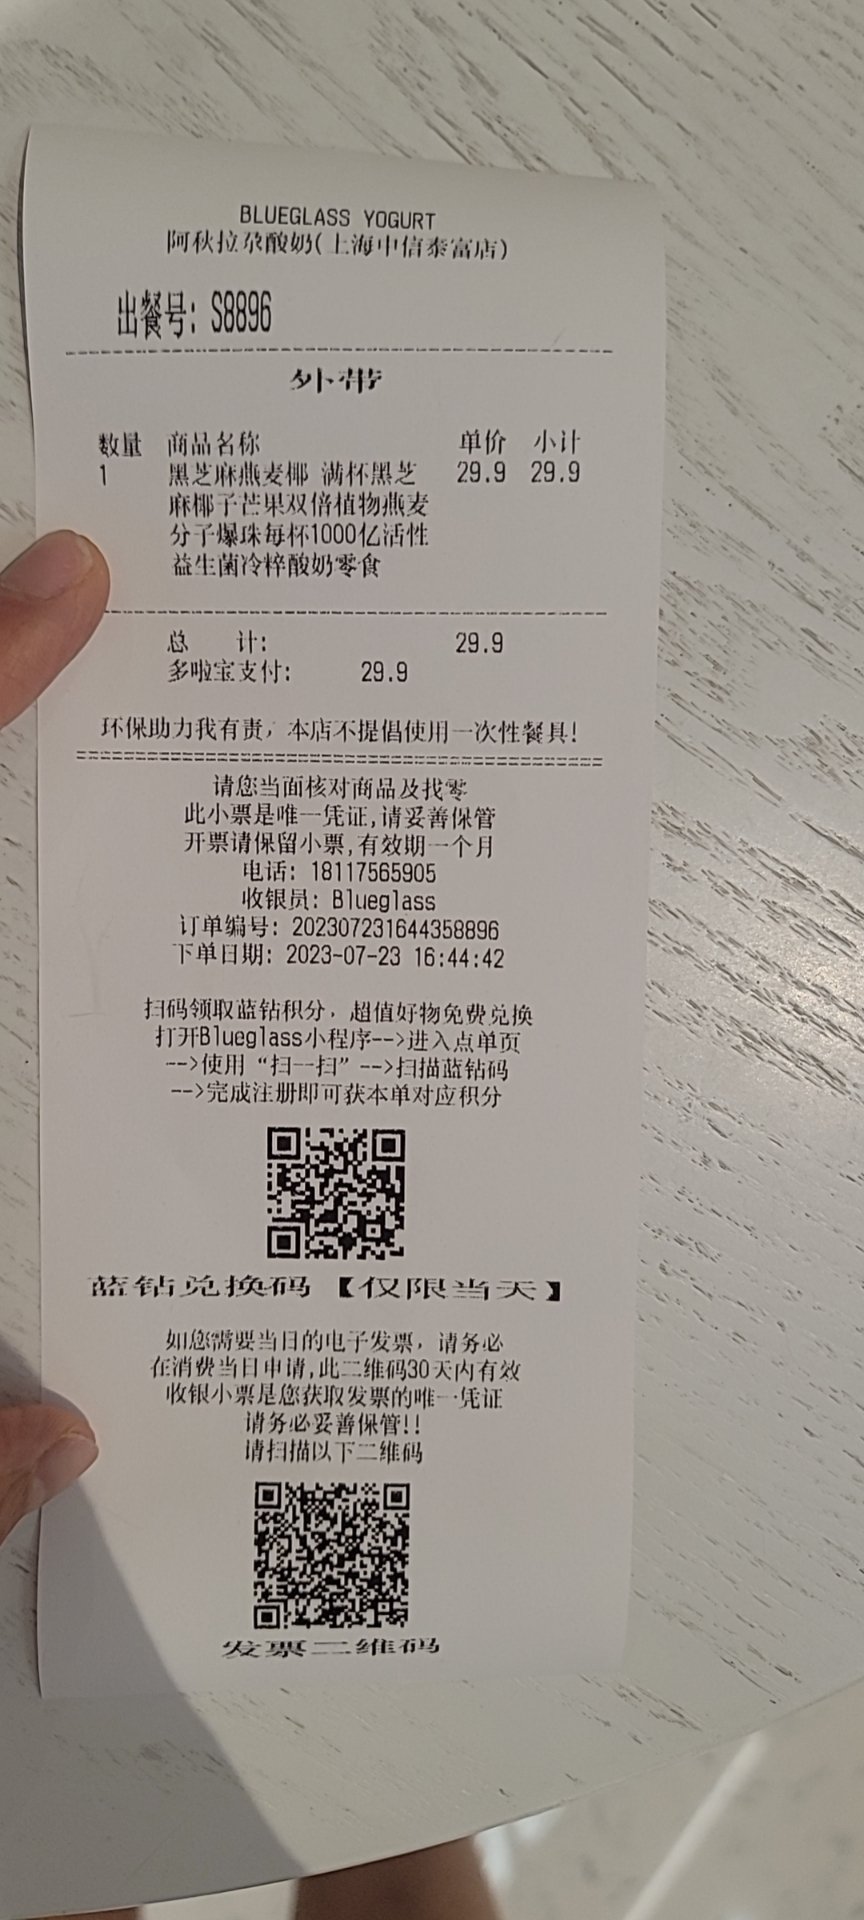 BLUEGLASS YOGURT
阿秋拉尕酸奶(上海中信泰富店)
出餐号: S8896
外带
数量 商品名称 单价 小计
1 黑芝麻燕麦椰 满杯黑芝 29.9 29.9
麻椰子芒果双倍植物燕麦
分子爆珠每杯1000亿活性
益生菌冷粹酸奶零食
总 计: 29.9
多啦宝支付: 29.9
环保助力我有责，本店不提倡使用一次性餐具!
请您当面核对商品及找零
此小票是唯一凭证,请妥善保管
开票请保留小票,有效期一个月
电话: 18117565905
收银员: Blueglass
订单编号: 202307231644358896
下单日期: 2023-07-23 16:44:42
扫码领取蓝钻积分，超值好物免费兑换
打开Blueglass小程序-->进入点单页
-->使用“扫一扫”-->扫描蓝钻码
-->完成注册即可获本单对应积分
蓝钻兑换码【仅限当天】
如您需要当日的电子发票，请务必
在消费当日申请,此二维码30天内有效
收银小票是您获取发票的唯一凭证
请务必妥善保管!!
请扫描以下二维码
发票二维码